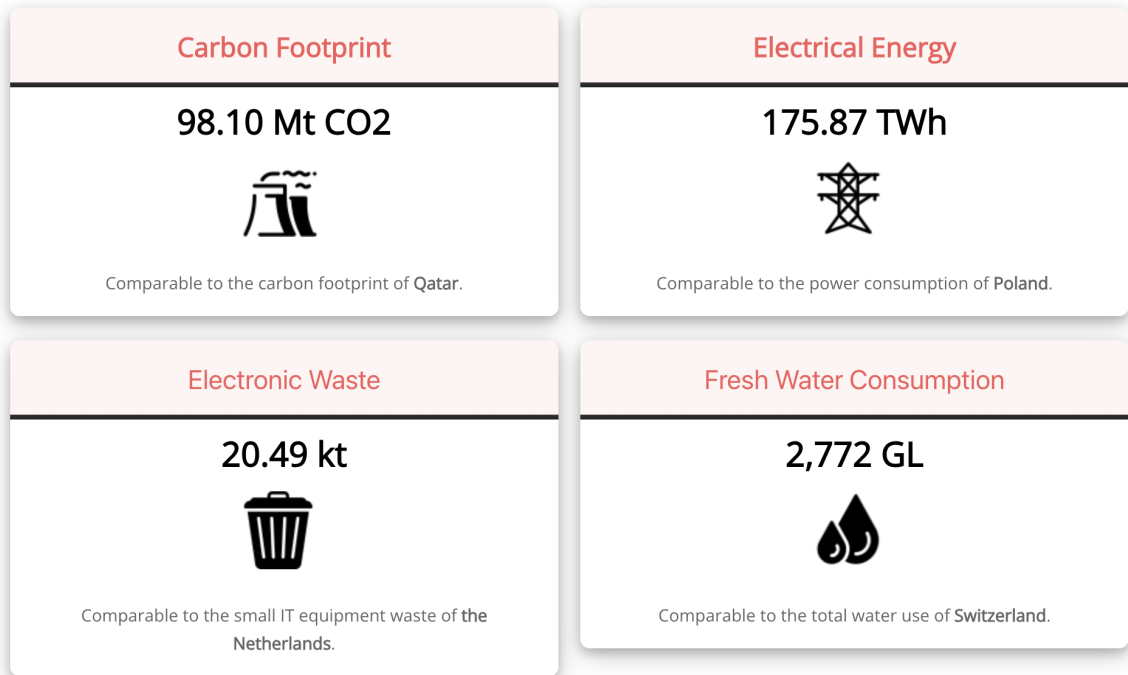 Carbon Footprint
98.10 Mt CO2
Comparable to the carbon footprint of Qatar.
Electrical Energy
175.87 TWh
Comparable to the power consumption of Poland.
Electronic Waste
20.49 kt
Comparable to the small IT equipment waste of the
Netherlands.
Fresh Water Consumption
2,772 GL
Comparable to the total water use of Switzerland.